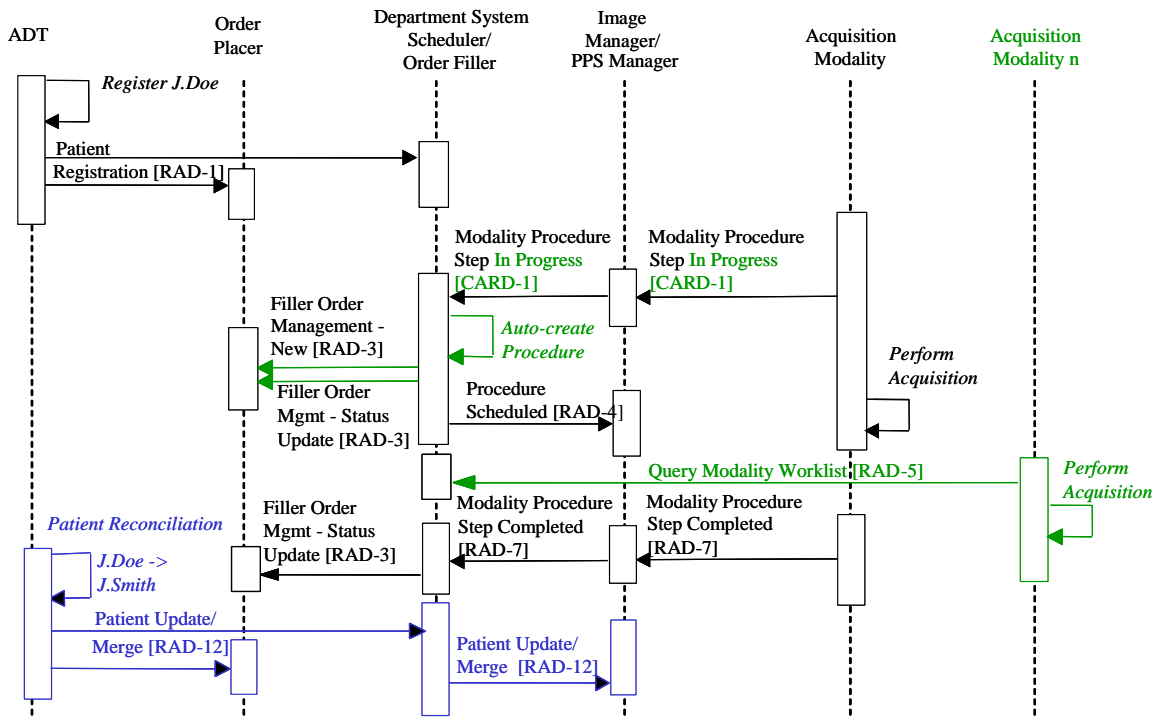 ADT
Order
Placer
Department System
Scheduler/
Order Filler
Image
Manager/
PPS Manager
Acquisition
Modality
Acquisition
Modality n
Register J.Doe
Patient
Registration [RAD-1]
Modality Procedure
Step In Progress
[CARD-1]
Modality Procedure
Step In Progress
[CARD-1]
Filler Order
Management -
New [RAD-3]
Auto-create
Procedure
Perform
Acquisition
Filler Order
Mgmt - Status
Update [RAD-3]
Procedure
Scheduled [RAD-4]
Query Modality Worklist [RAD-5]
Perform
Acquisition
Patient Reconciliation
Filler Order
Mgmt - Status
Update [RAD-3]
Modality Procedure
Step Completed
[RAD-7]
Modality Procedure
Step Completed
[RAD-7]
J.Doe ->
J.Smith
Patient Update/
Merge [RAD-12]
Patient Update/
Merge [RAD-12]